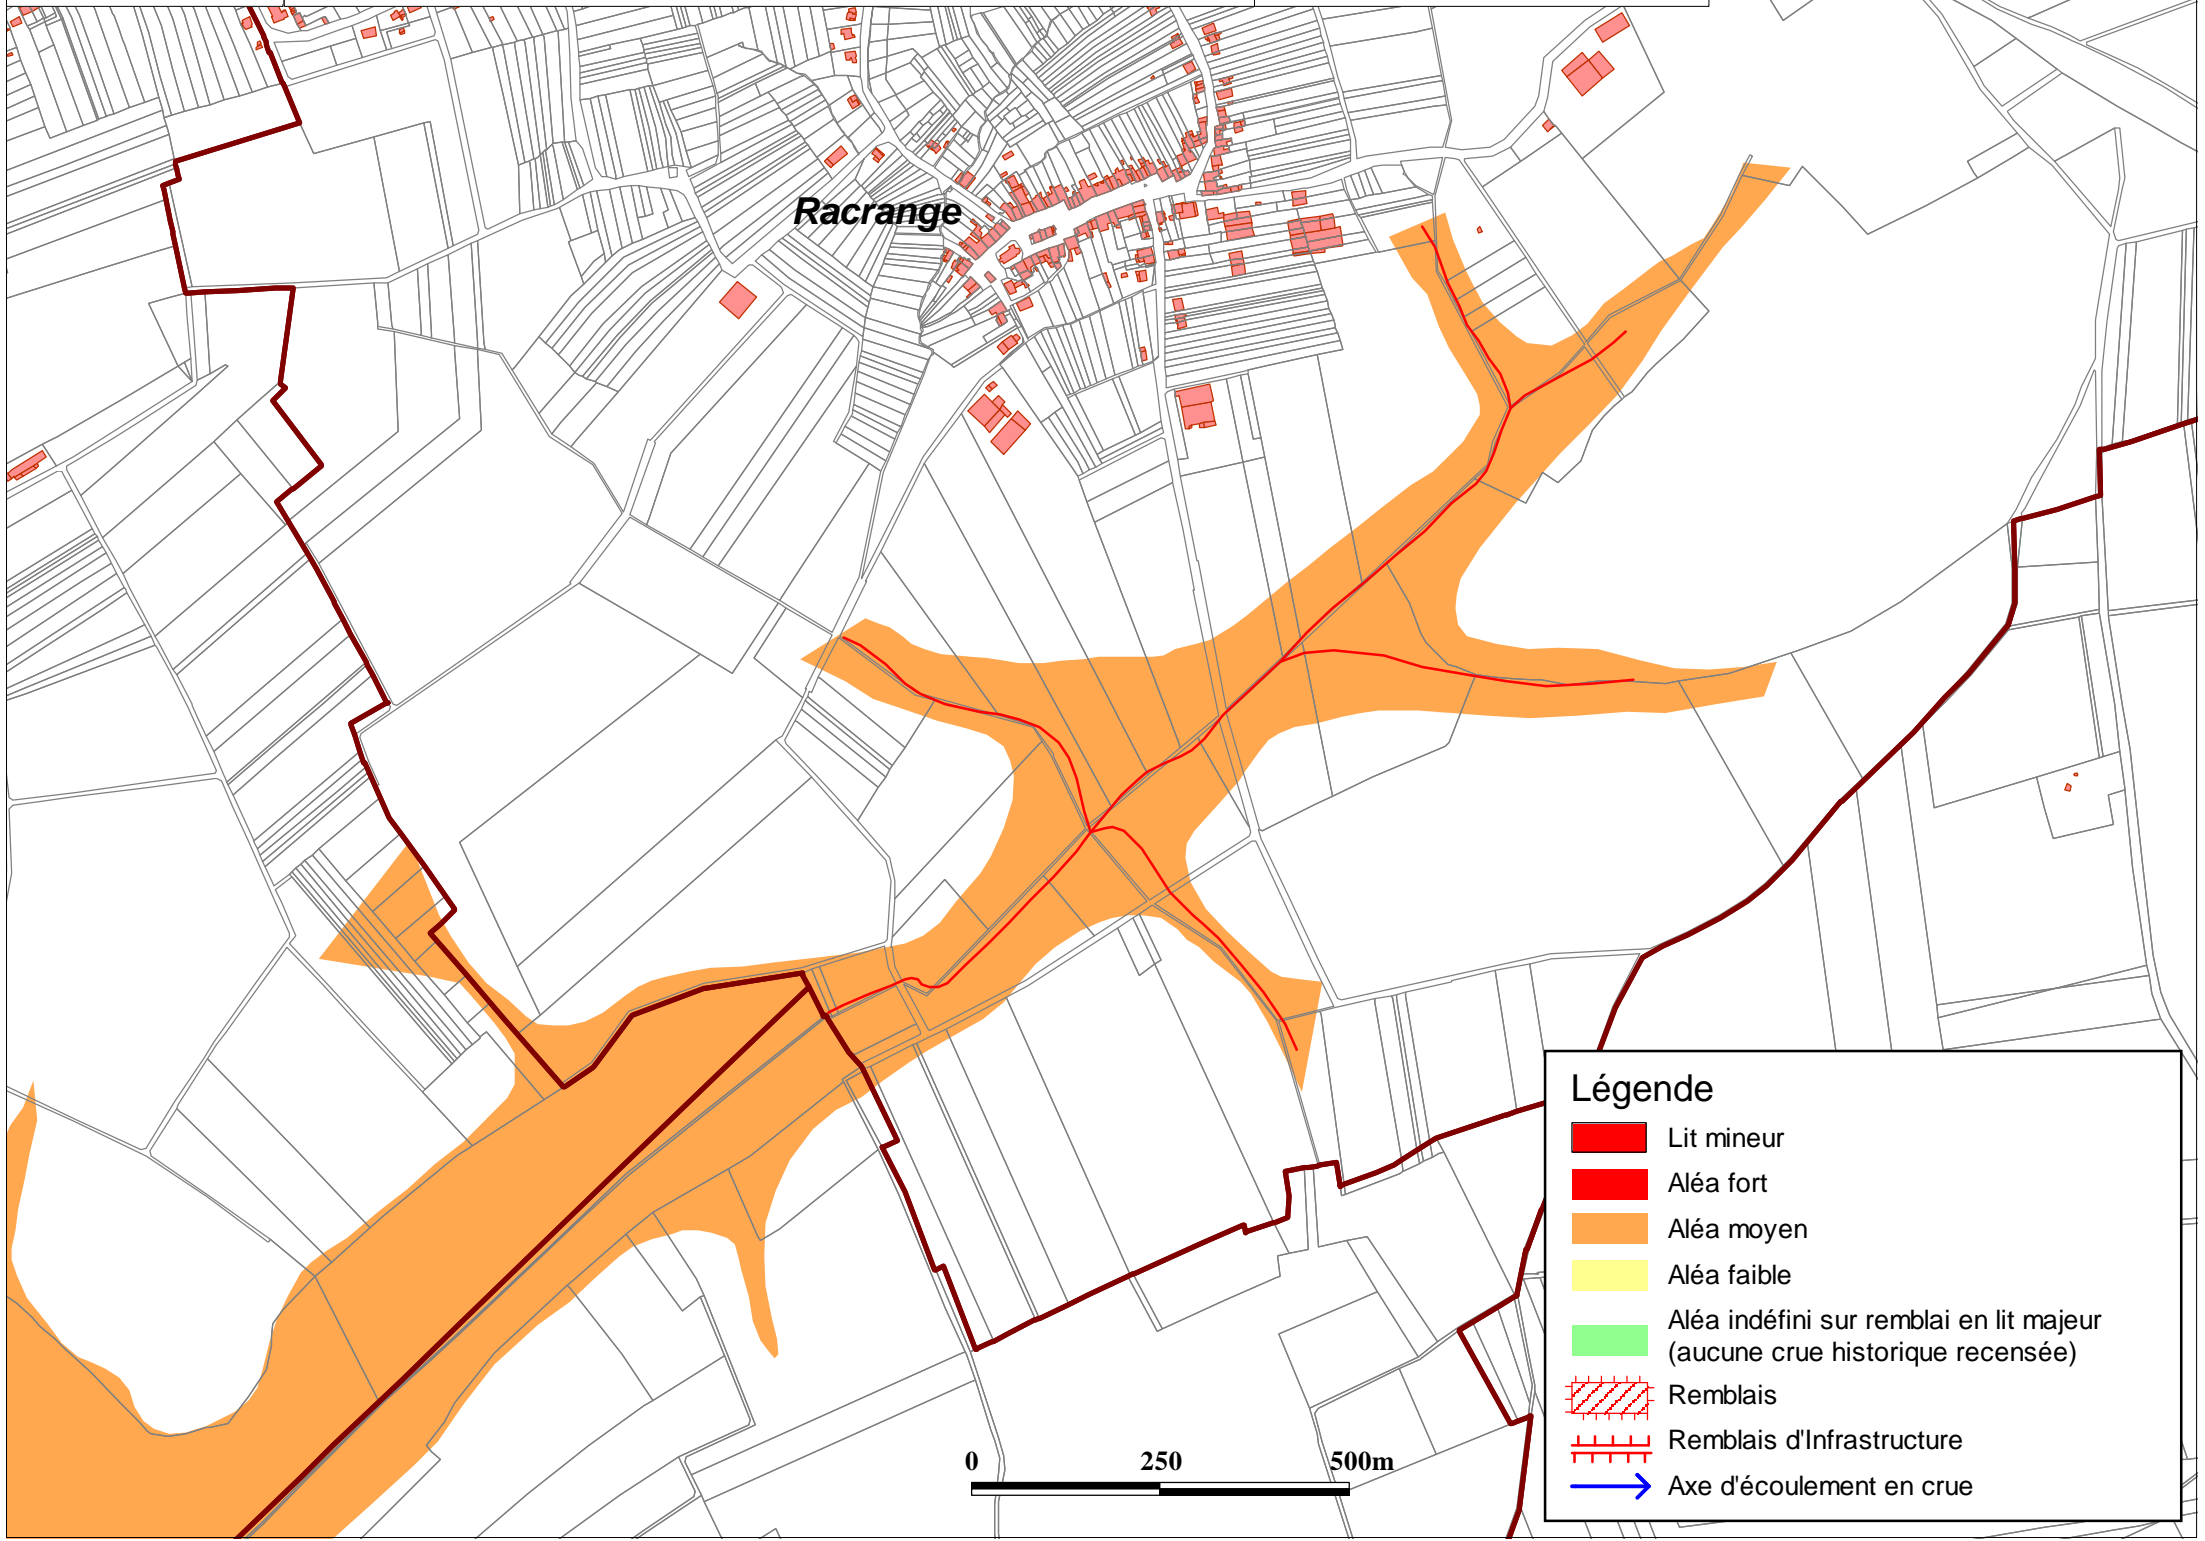 Racrange
Légende
Lit mineur
Aléa fort
Aléa moyen
Aléa faible
Aléa indéfini sur remblai en lit majeur
(aucune crue historique recensée)
Remblais
Remblais d'Infrastructure
Axe d'écoulement en crue
0 250 500m